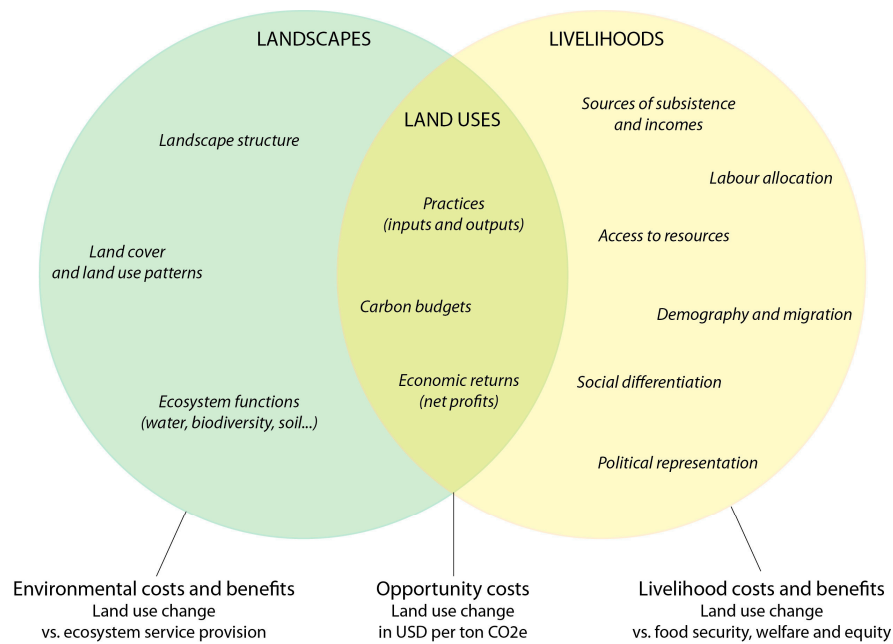 LANDSCAPES
Landscape structure
Land cover
and land use patterns
Ecosystem functions
(water, biodiversity, soil...)
LAND USES
Practices
(inputs and outputs)
Carbon budgets
Economic returns
(net profits)
LIVELIHOODS
Sources of subsistence
and incomes
Labour allocation
Access to resources
Demography and migration
Social differentiation
Political representation
Environmental costs and benefits
Land use change
vs. ecosystem service provision
Opportunity costs
Land use change
in USD per ton CO2e
Livelihood costs and benefits
Land use change
vs. food security, welfare and equity